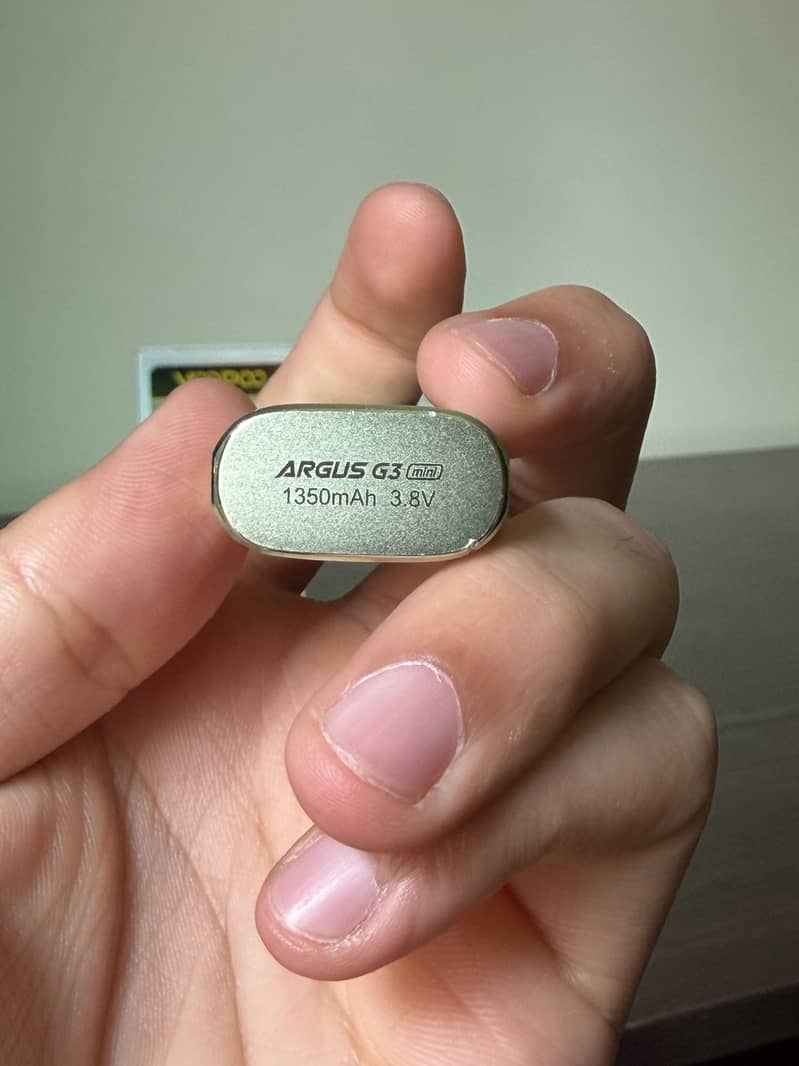 ARGUS G3 mini
1350mAh 3.8V